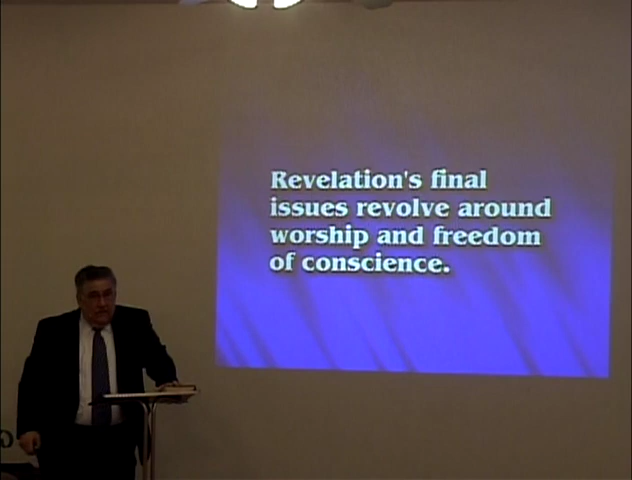 Revelation's final
issues revolve around
worship and freedom
of conscience.